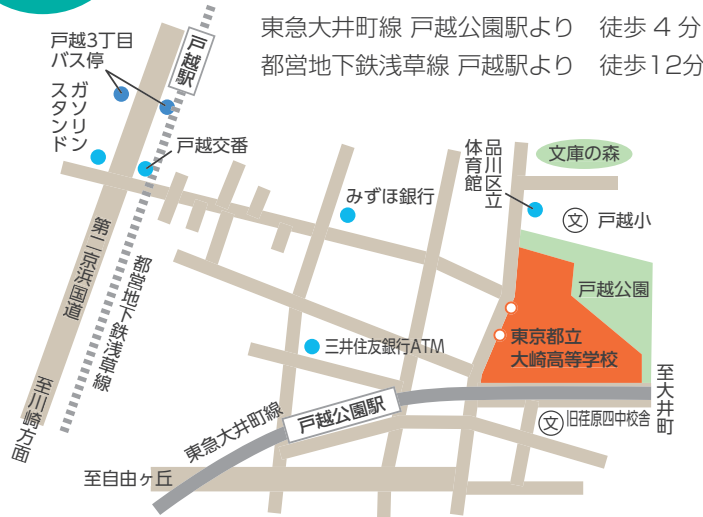 東急大井町線 戸越公園駅より 徒歩 4 分
都営地下鉄浅草線 戸越駅より 徒歩12分
戸越3丁目
バス停
戸越駅
ガソリン
スタンド
戸越交番
みずほ銀行
品川区立
体育館
文庫の森
文 戸越小
戸越公園
第二京浜国道
都営地下鉄浅草線
東京都立
大崎高等学校
三井住友銀行ATM
至大井町
戸越公園駅
文 旧荏原四中校舎
東急大井町線
至川崎方面
至自由ヶ丘